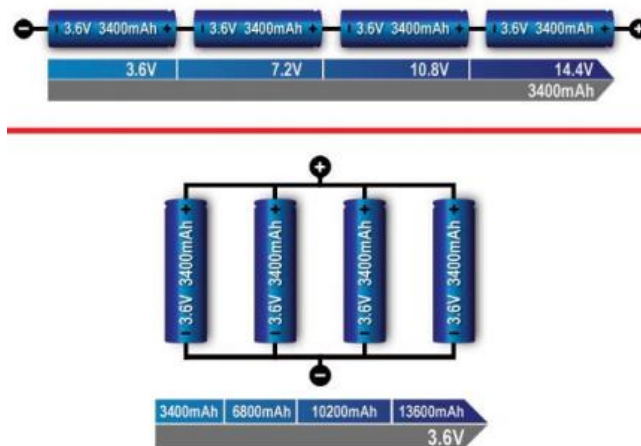 − 3.6V 3400mAh + − 3.6V 3400mAh + − 3.6V 3400mAh + − 3.6V 3400mAh +
3.6V 7.2V 10.8V 14.4V
3400mAh
+
3.6V 3400mAh + 3.6V 3400mAh + 3.6V 3400mAh + 3.6V 3400mAh +
−
3400mAh 6800mAh 10200mAh 13600mAh
3.6V